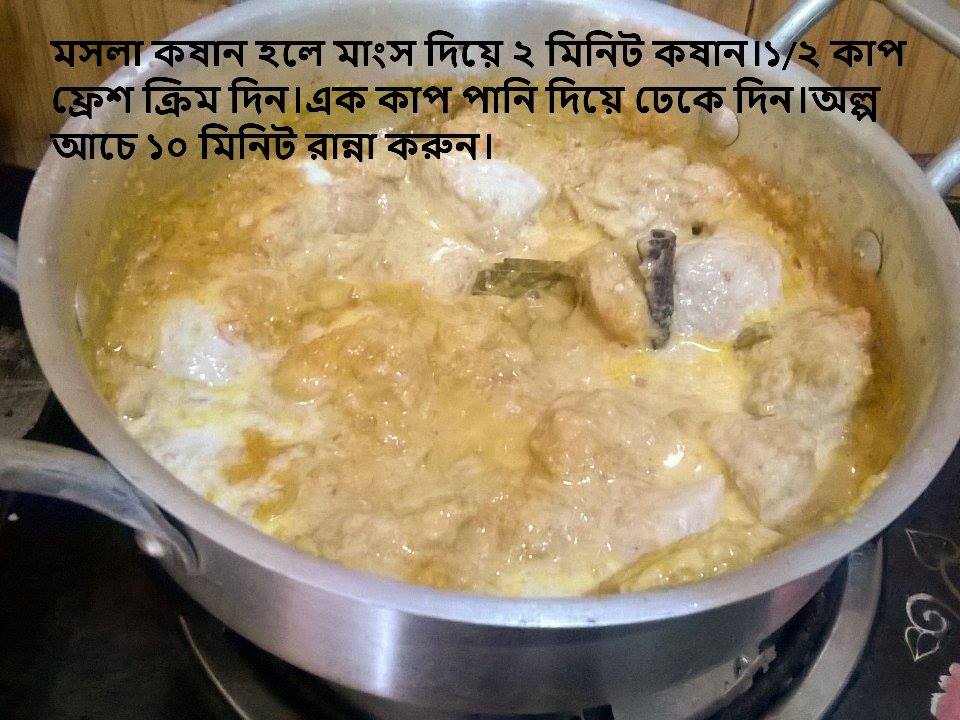 মসলা কষান হলে মাংস দিয়ে ২ মিনিট কষান।১/২ কাপ
ফ্রেশ ক্রিম দিন।এক কাপ পানি দিয়ে ঢেকে দিন।অল্প
আচে ১০ মিনিট রান্না করুন।